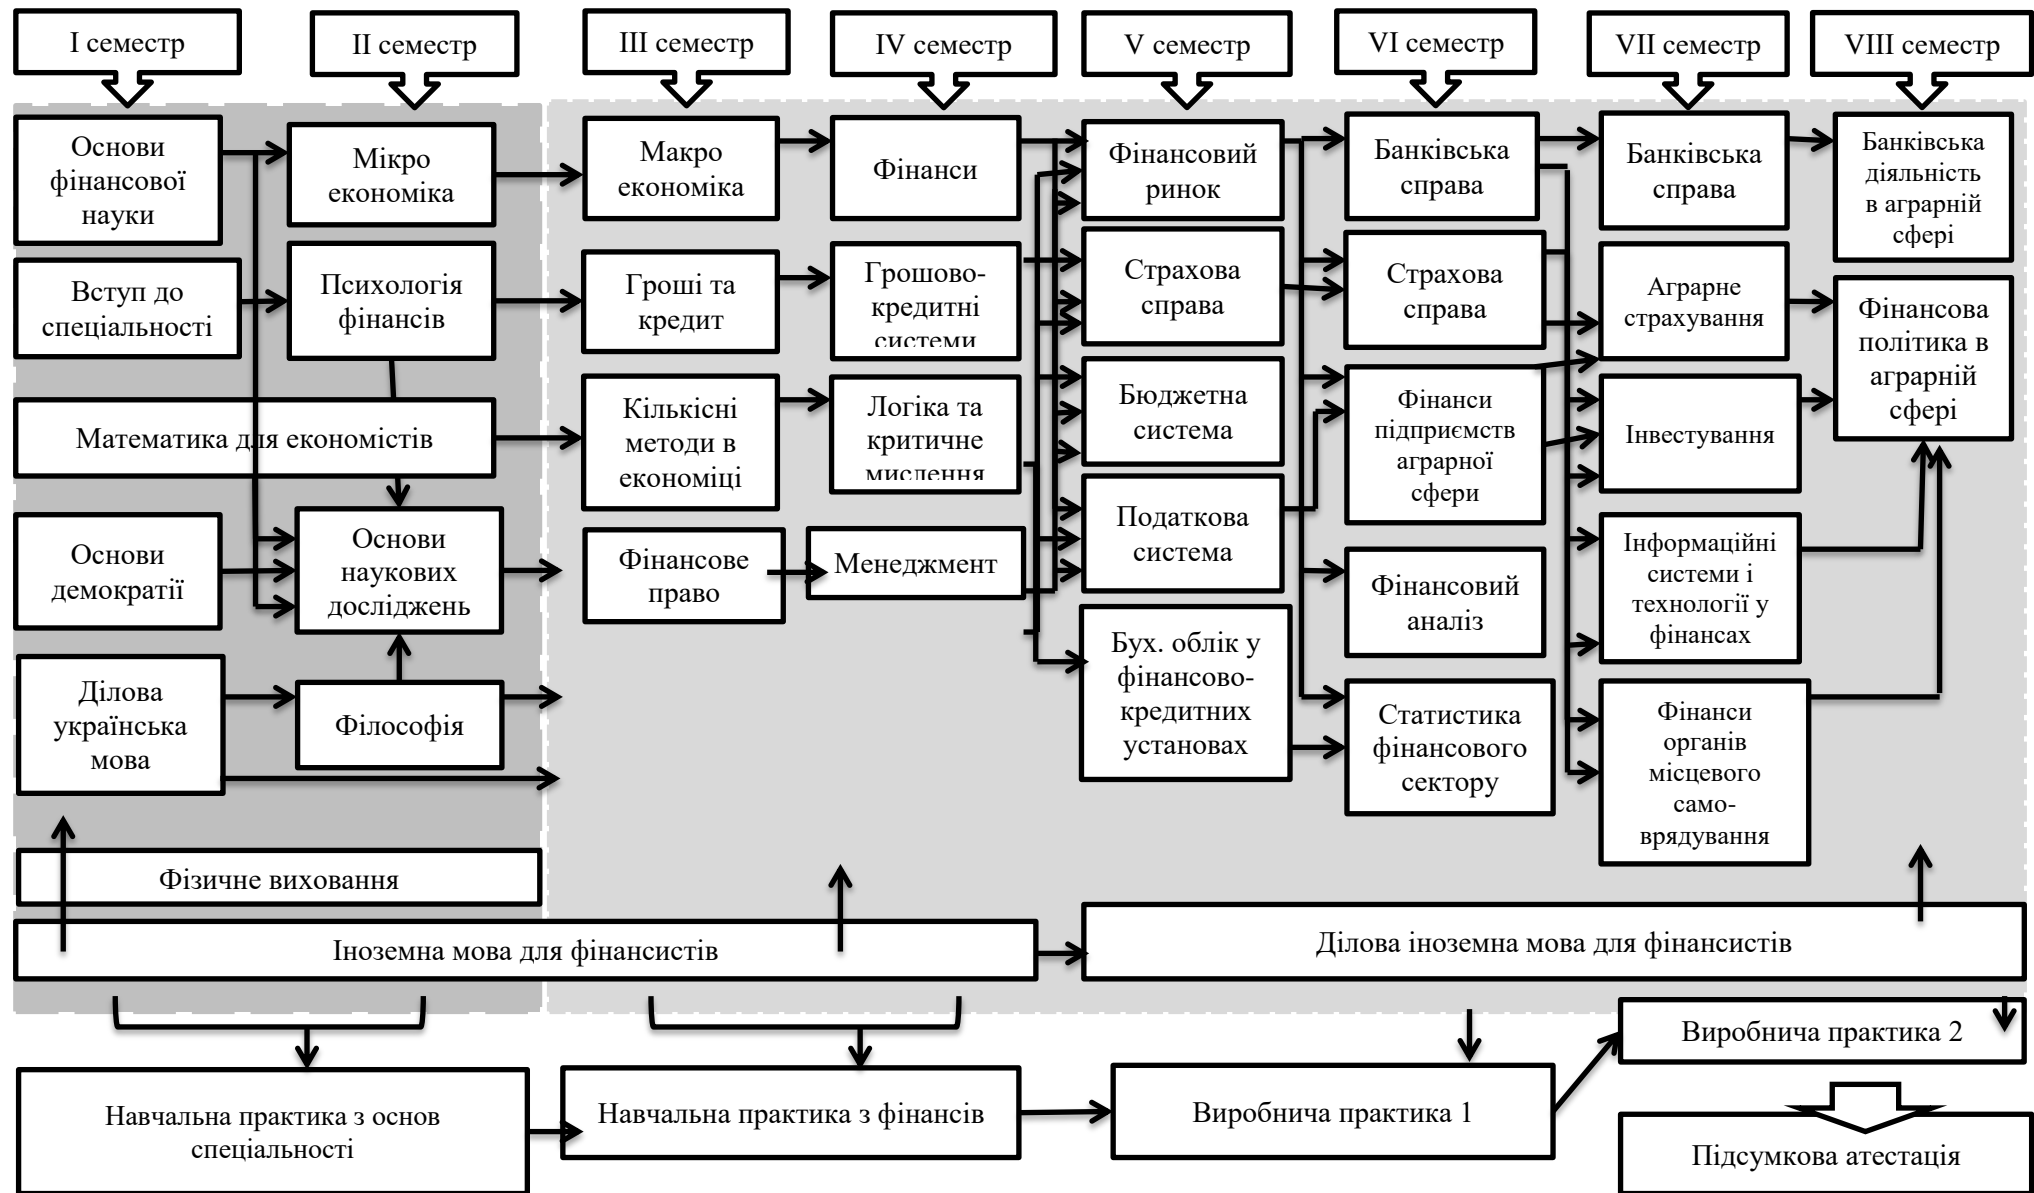 I семестр
II семестр
III семестр
IV семестр
V семестр
VI семестр
VII семестр
VIII семестр
Основи
фінансової
науки
Вступ до
спеціальності
Математика для економістів
Основи
демократії
Ділова
українська
мова
Фізичне виховання
Мікро
економіка
Психологія
фінансів
Основи
наукових
досліджень
Філософія
Макро
економіка
Гроші та
кредит
Кількісні
методи в
економіці
Фінансове
право
Фінанси
Грошово-
кредитні
системи
Логіка та
критичне
мислення
Менеджмент
Фінансовий
ринок
Страхова
справа
Бюджетна
система
Податкова
система
Бух. облік у
фінансово-
кредитних
установах
Банківська
справа
Страхова
справа
Фінанси
підприємств
аграрної
сфери
Фінансовий
аналіз
Статистика
фінансового
сектору
Банківська
справа
Аграрне
страхування
Інвестування
Інформаційні
системи і
технології у
фінансах
Фінанси
органів
місцевого
само-
врядування
Банківська
діяльність
в аграрній
сфері
Фінансова
політика в
аграрній
сфері
Іноземна мова для фінансистів
Ділова іноземна мова для фінансистів
Навчальна практика з основ
спеціальності
Навчальна практика з фінансів
Виробнича практика 1
Виробнича практика 2
Підсумкова атестація